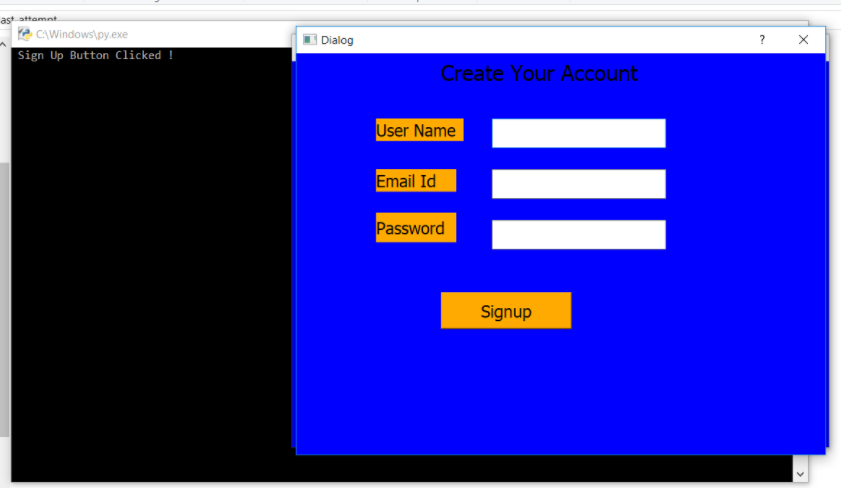 ast attempt
C:\Windows\py.exe
Sign Up Button Clicked !
Dialog
?
Create Your Account
User Name
Email Id
Password
Signup